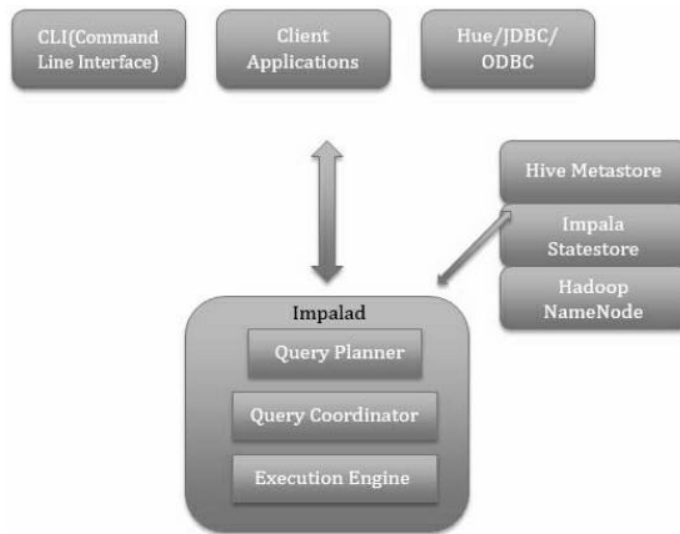 CLI(Command
Line Interface)
Client
Applications
Hue/JDBC/
ODBC
Hive Metastore
Impala
Statestore
Hadoop
NameNode
Impalad
Query Planner
Query Coordinator
Execution Engine